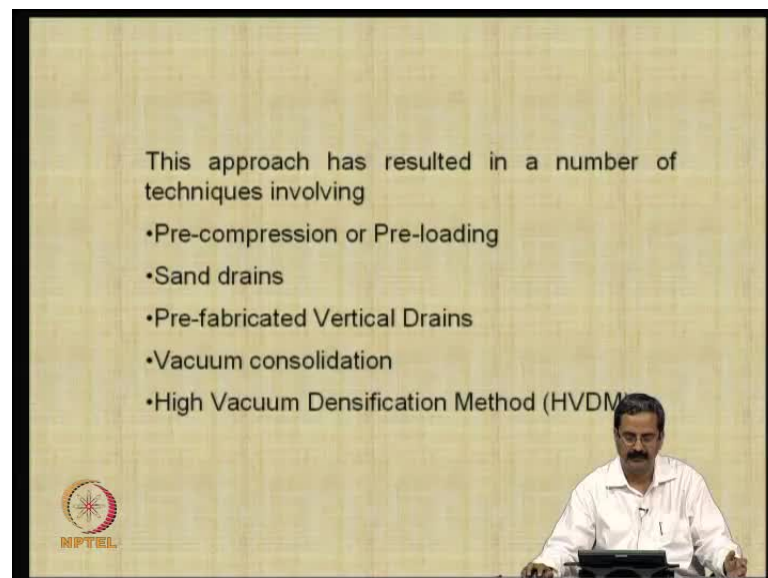 This approach has resulted in a number of
techniques involving
•Pre-compression or Pre-loading
•Sand drains
•Pre-fabricated Vertical Drains
•Vacuum consolidation
•High Vacuum Densification Method (HVDM)
NPTEL